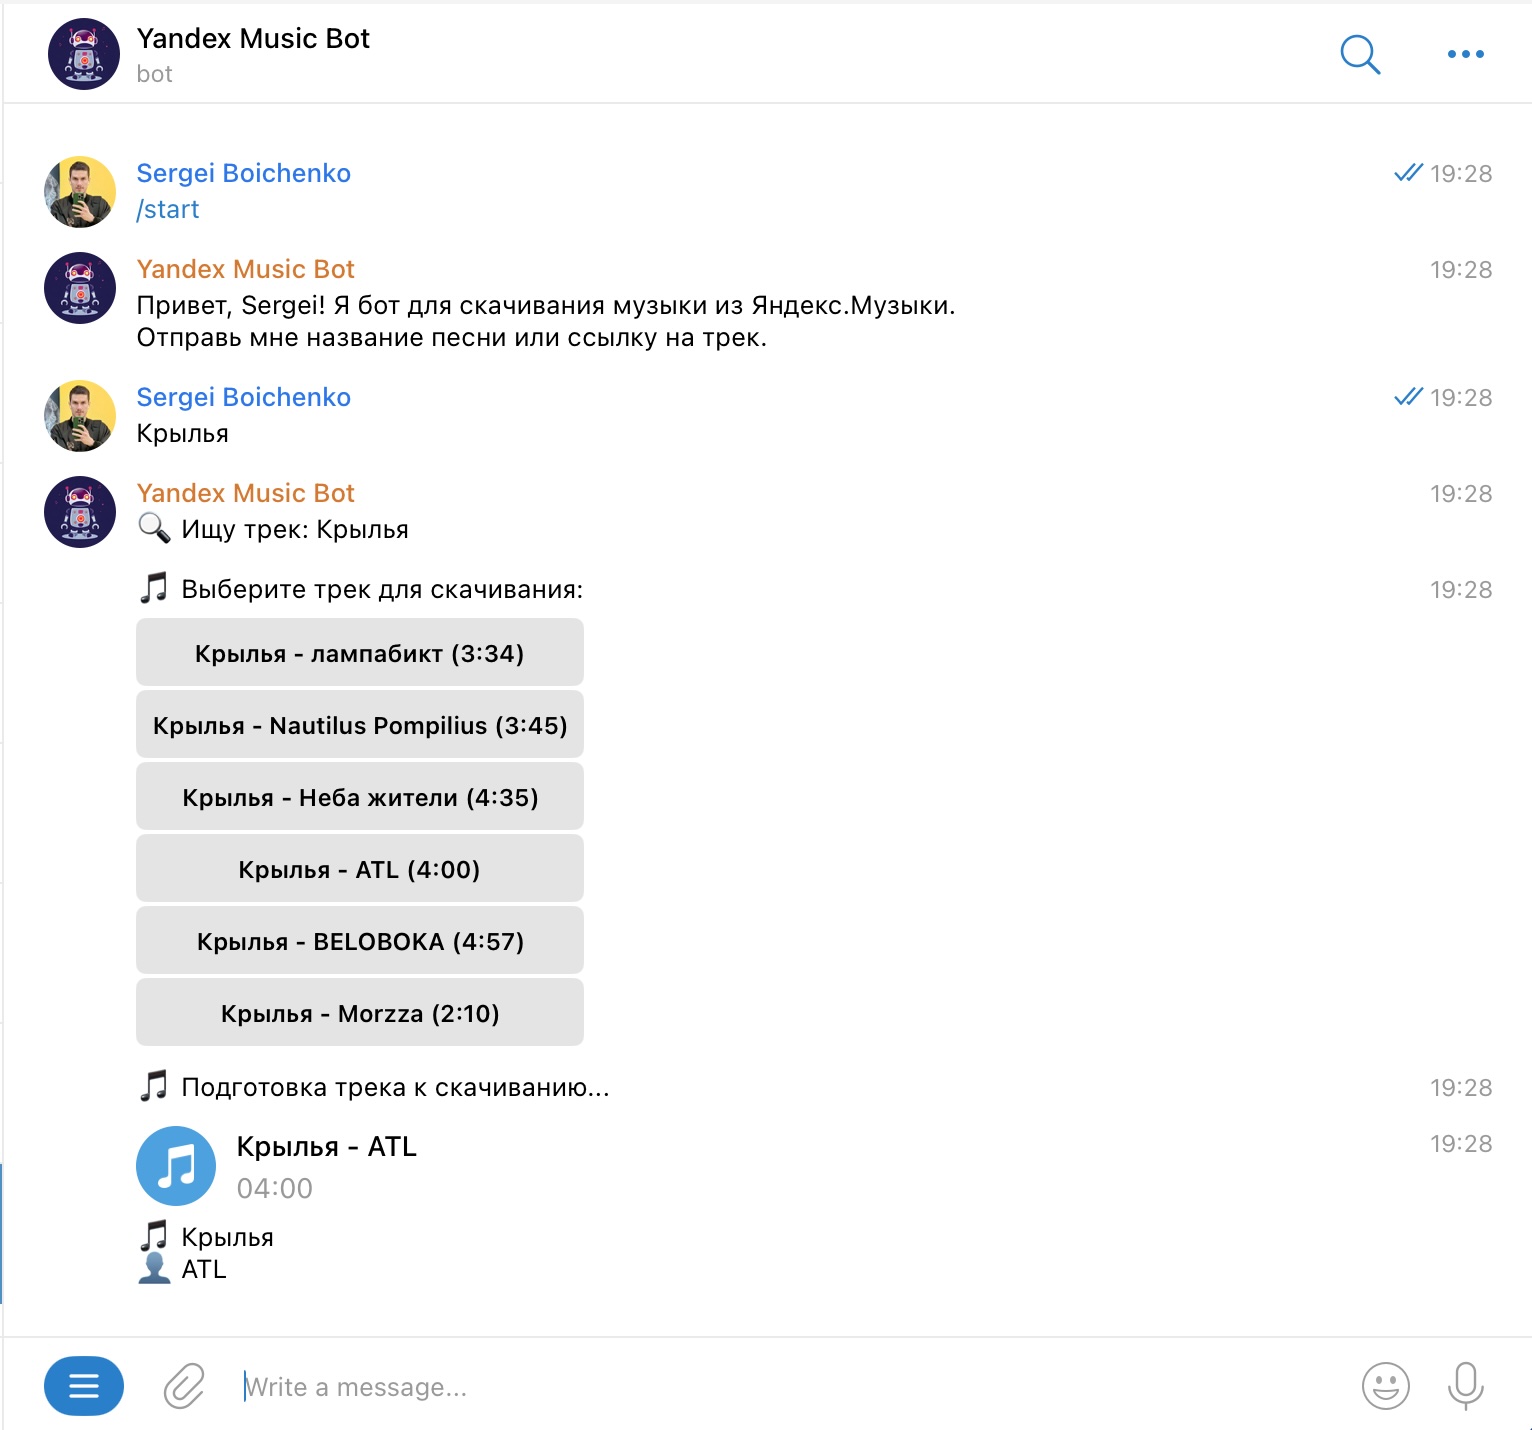 Yandex Music Bot
bot
Sergei Boichenko
19:28
/start
Yandex Music Bot
19:28
Привет, Sergei! Я бот для скачивания музыки из Яндекс.Музыки.
Отправь мне название песни или ссылку на трек.
Sergei Boichenko
19:28
Крылья
Yandex Music Bot
19:28
Ищу трек: Крылья
Выберите трек для скачивания:
19:28
Крылья - лампабикт (3:34)
Крылья - Nautilus Pompilius (3:45)
Крылья - Неба жители (4:35)
Крылья - ATL (4:00)
Крылья - BELOBOKA (4:57)
Крылья - Morzza (2:10)
Подготовка трека к скачиванию...
19:28
Крылья - ATL
19:28
04:00
Крылья
ATL
Write a message...